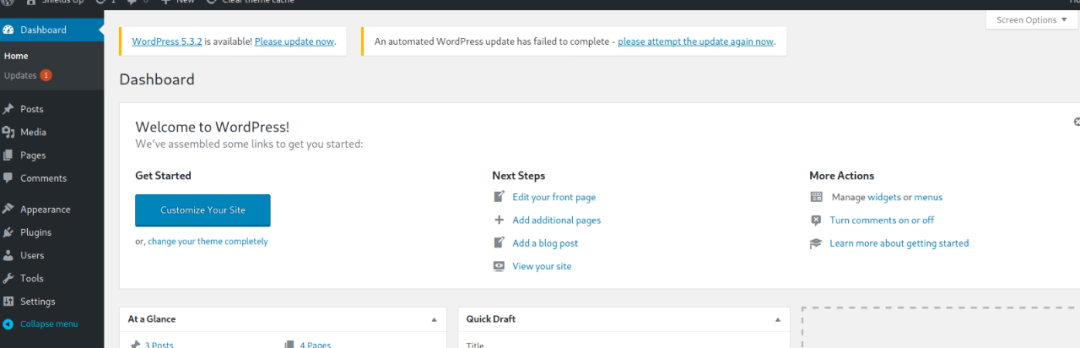 Shields Up 1 0 New Clear theme cache
Screen Options
Dashboard
Home
Updates 1
Posts
Media
Pages
Comments
Appearance
Plugins
Users
Tools
Settings
Collapse menu
WordPress 5.3.2 is available! Please update now.
An automated WordPress update has failed to complete - please attempt the update again now.
Dashboard
Welcome to WordPress!
We've assembled some links to get you started:
Get Started
Customize Your Site
or, change your theme completely
Next Steps
Edit your front page
Add additional pages
Add a blog post
View your site
More Actions
Manage widgets or menus
Turn comments on or off
Learn more about getting started
At a Glance
3 Posts
4 Pages
Quick Draft
Title